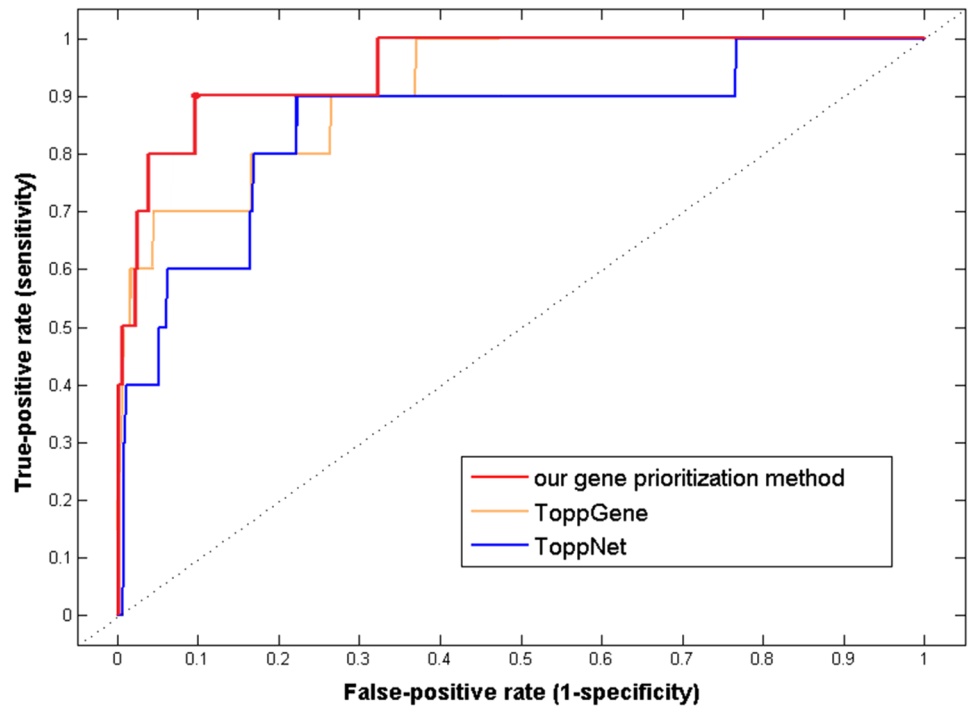 1
0.9
0.8
0.7
0.6
0.5
0.4
0.3
0.2
0.1
0
True-positive rate (sensitivity)
our gene prioritization method
ToppGene
ToppNet
0 0.1 0.2 0.3 0.4 0.5 0.6 0.7 0.8 0.9 1
False-positive rate (1-specificity)